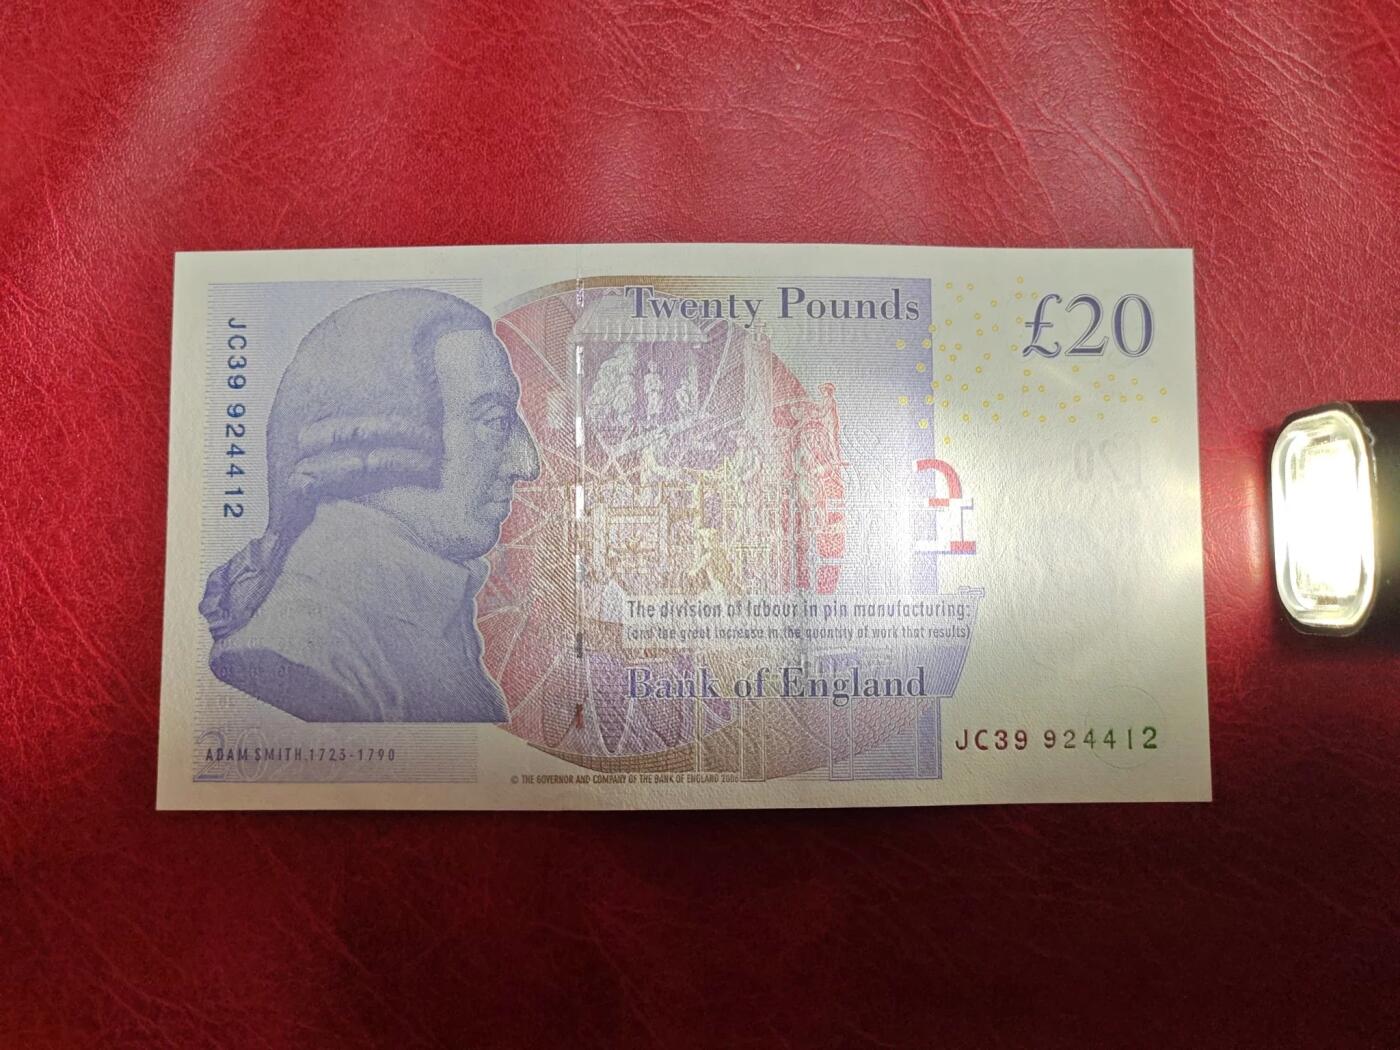 Twenty Pounds
£20
JC39 924412
The division of labour in pin manufacturing:
(and the great increase in the quantity of work that results)
Bank of England
JC39 924412
20
ADAM SMITH.1723-1790
© THE GOVERNOR AND COMPANY OF THE BANK OF ENGLAND 2006